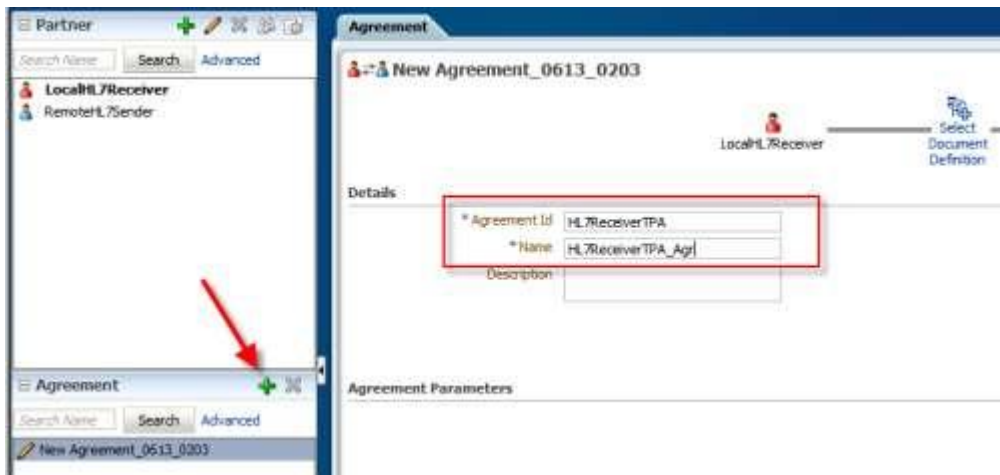 Partner
Search Name Search Advanced
LocalHL7Receiver
RemoteHL7Sender
Agreement
Search Name Search Advanced
New Agreement_0613_0203
Agreement
New Agreement_0613_0203
LocalHL7Receiver
Select
Document
Definition
Details
* Agreement Id HL7ReceiverTPA
* Name HL7ReceiverTPA_Agr
Description
Agreement Parameters